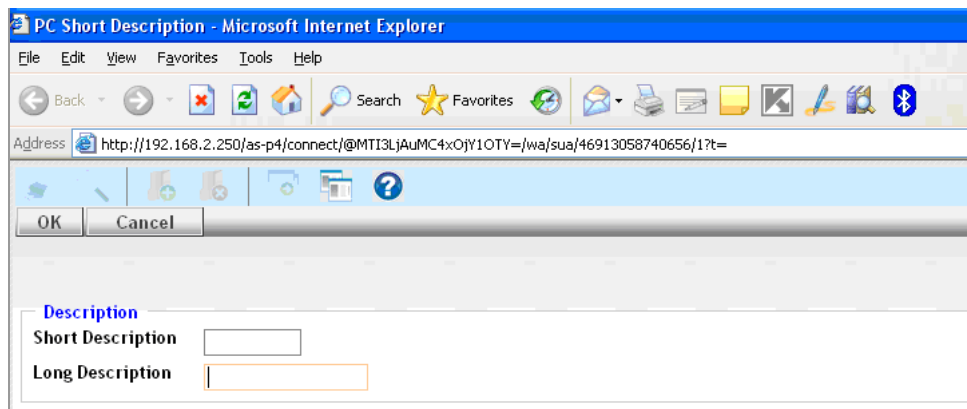 PC Short Description - Microsoft Internet Explorer
File Edit View Favorites Tools Help
Back Search Favorites
Address http://192.168.2.250/as-p4/connect/@MTI3LjAuMC4xOjY1OTY=/wa/sua/46913058740656/1?t=
OK Cancel
Description
Short Description
Long Description